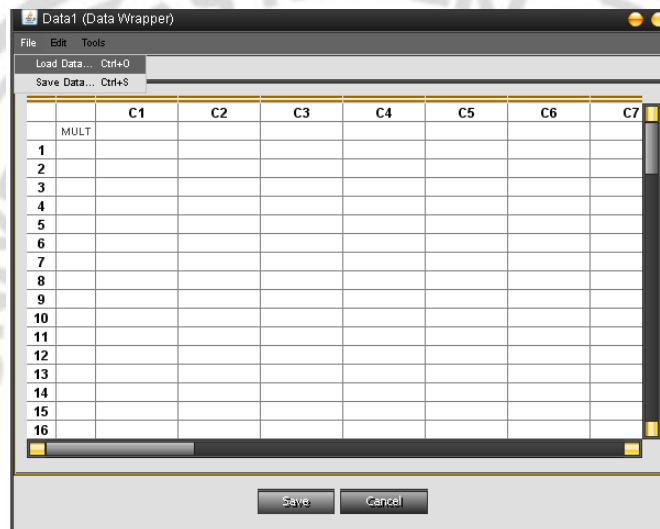 Data1 (Data Wrapper)
File Edit Tools
Load Data... Ctrl+O
Save Data... Ctrl+S
C1 C2 C3 C4 C5 C6 C7
MULT
1
2
3
4
5
6
7
8
9
10
11
12
13
14
15
16
Save Cancel